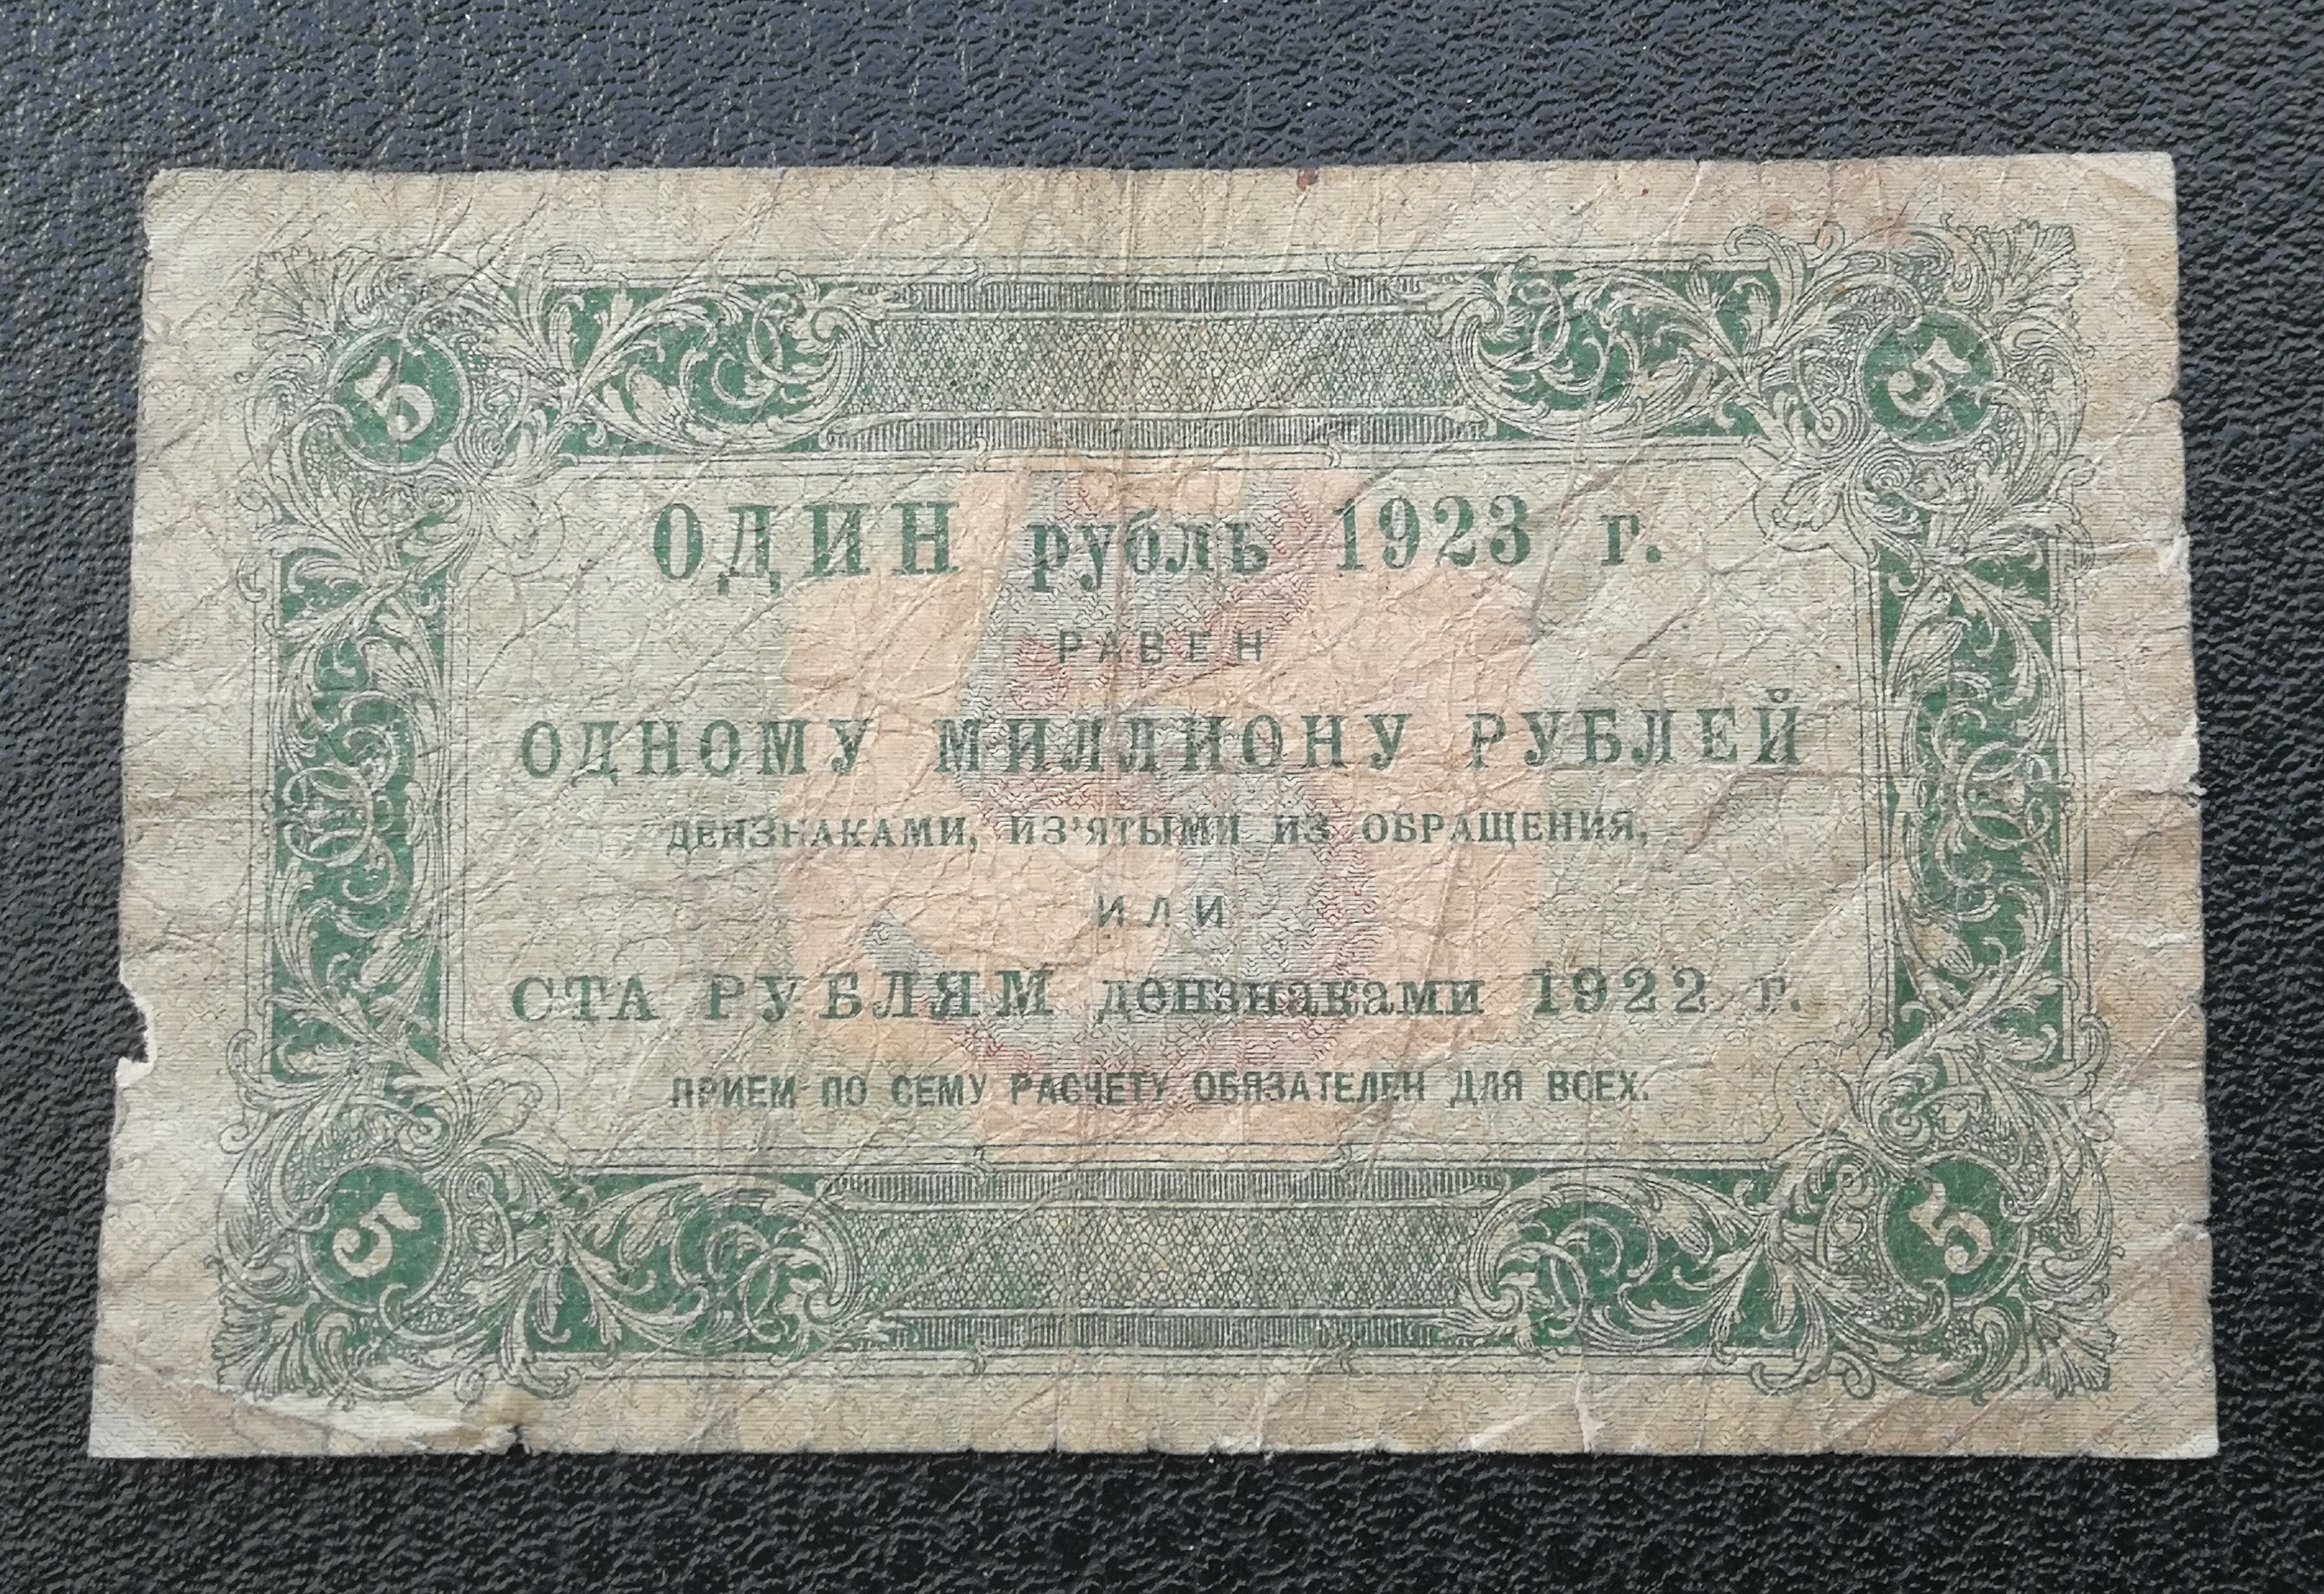 5 5
ОДИН рубль 1923 г.
РАВЕН
ОДНОМУ МИЛЛИОНУ РУБЛЕЙ
ДЕНЗНАКАМИ, ИЗ'ЯТЫМИ ИЗ ОБРАЩЕНИЯ,
ИЛИ
СТА РУБЛЯМ дензнаками 1922 г.
ПРИЕМ ПО СЕМУ РАСЧЕТУ ОБЯЗАТЕЛЕН ДЛЯ ВСЕХ.
5 5